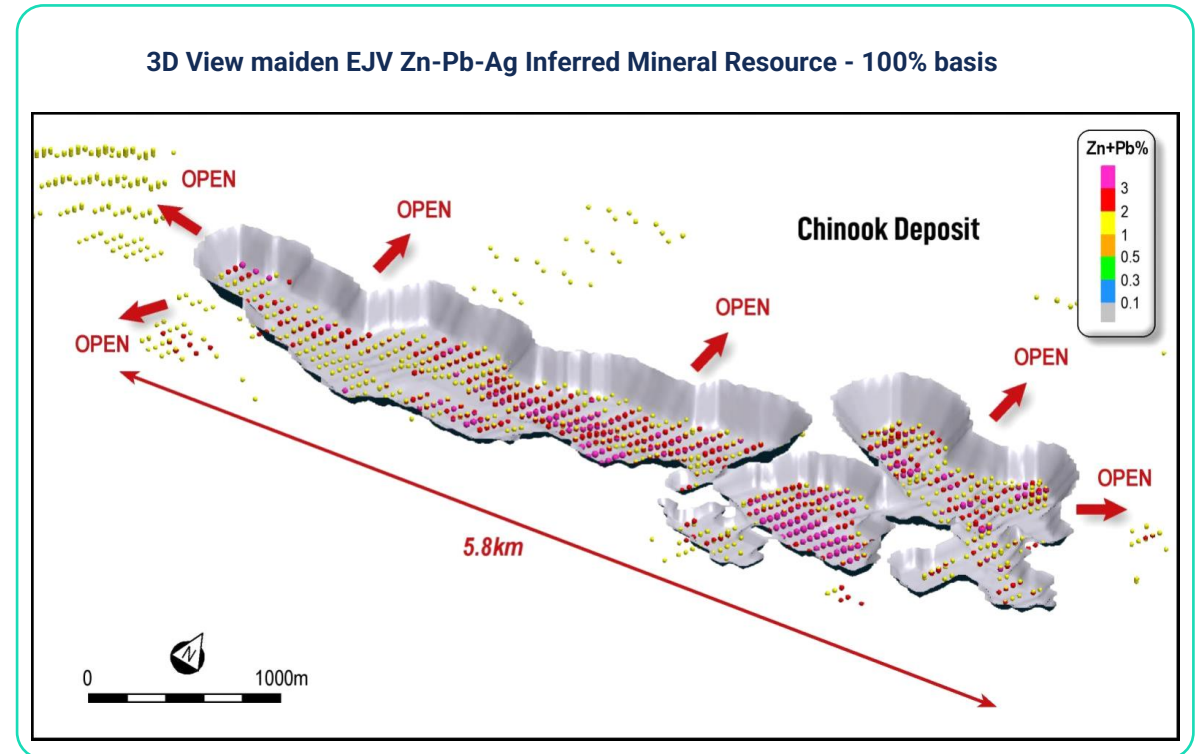 3D View maiden EJV Zn-Pb-Ag Inferred Mineral Resource - 100% basis
Zn+Pb%
3
2
1
0.5
0.3
0.1
OPEN
OPEN
Chinook Deposit
OPEN
OPEN
OPEN
OPEN
5.8km
N
0 1000m